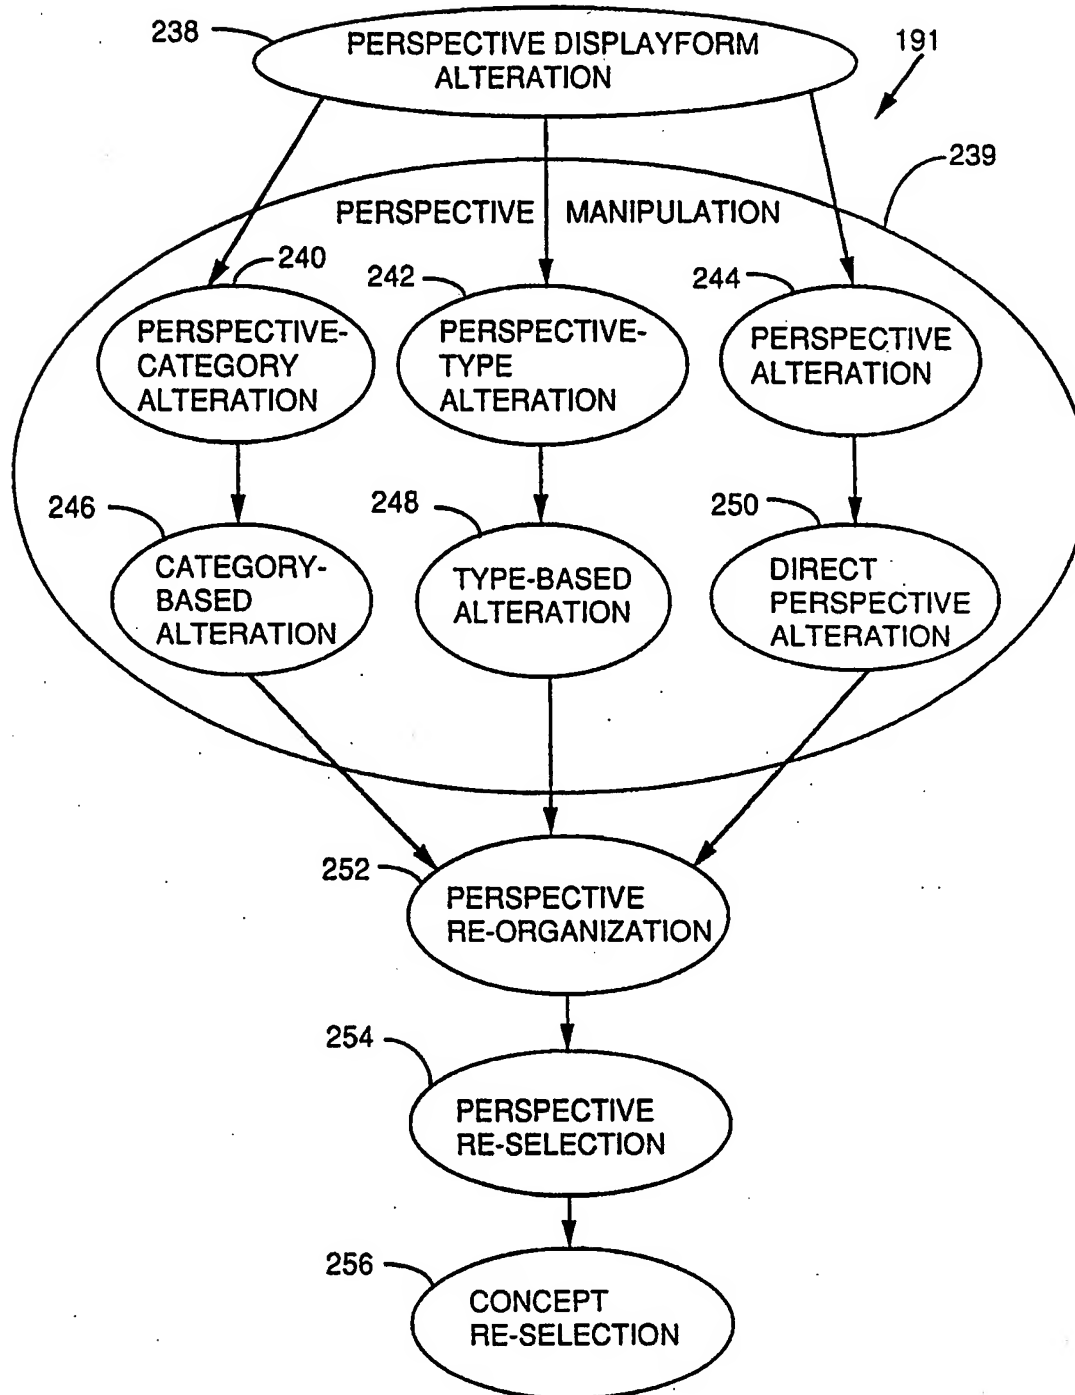 238
PERSPECTIVE DISPLAYFORM
ALTERATION
191
239
PERSPECTIVE MANIPULATION
240
242
244
PERSPECTIVE-
CATEGORY
ALTERATION
PERSPECTIVE-
TYPE
ALTERATION
PERSPECTIVE
ALTERATION
246
248
250
CATEGORY-
BASED
ALTERATION
TYPE-BASED
ALTERATION
DIRECT
PERSPECTIVE
ALTERATION
252
PERSPECTIVE
RE-ORGANIZATION
254
PERSPECTIVE
RE-SELECTION
256
CONCEPT
RE-SELECTION